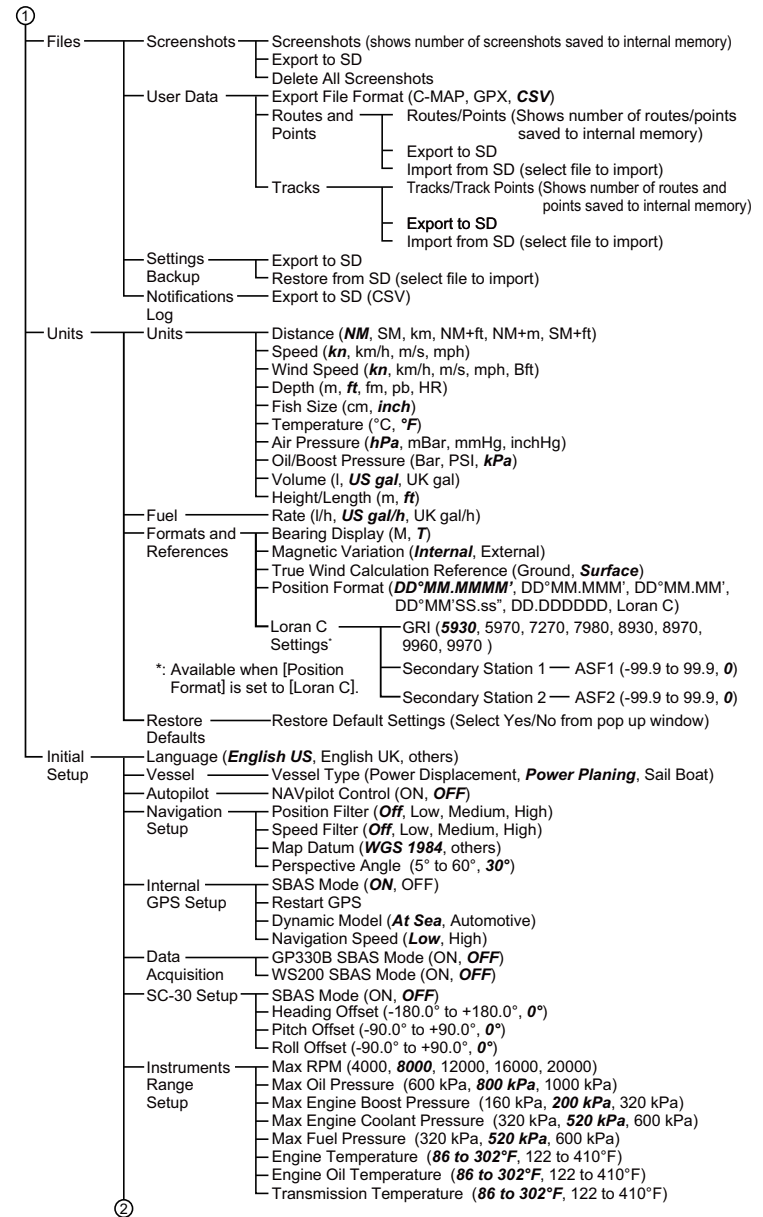 1
Files
Screenshots
Screenshots (shows number of screenshots saved to internal memory)
Export to SD
Delete All Screenshots
User Data
Export File Format (C-MAP, GPX, CSV)
Routes and
Points
Routes/Points (Shows number of routes/points
saved to internal memory)
Export to SD
Import from SD (select file to import)
Tracks
Tracks/Track Points (Shows number of routes and
points saved to internal memory)
Export to SD
Import from SD (select file to import)
Settings
Backup
Export to SD
Restore from SD (select file to import)
Notifications
Log
Export to SD (CSV)
Units
Units
Distance (NM, SM, km, NM+ft, NM+m, SM+ft)
Speed (kn, km/h, m/s, mph)
Wind Speed (kn, km/h, m/s, mph, Bft)
Depth (m, ft, fm, pb, HR)
Fish Size (cm, inch)
Temperature (°C, °F)
Air Pressure (hPa, mBar, mmHg, inchHg)
Oil/Boost Pressure (Bar, PSI, kPa)
Volume (l, US gal, UK gal)
Height/Length (m, ft)
Fuel
Rate (l/h, US gal/h, UK gal/h)
Formats and
References
Bearing Display (M, T)
Magnetic Variation (Internal, External)
True Wind Calculation Reference (Ground, Surface)
Position Format (DD°MM.MMMM’, DD°MM.MMM’, DD°MM.MM’,
DD°MM’SS.ss”, DD.DDDDDD, Loran C)
Loran C
Settings*
GRI (5930, 5970, 7270, 7980, 8930, 8970,
9960, 9970 )
Secondary Station 1
ASF1 (-99.9 to 99.9, 0)
Secondary Station 2
ASF2 (-99.9 to 99.9, 0)
*: Available when [Position
Format] is set to [Loran C].
Restore
Defaults
Restore Default Settings (Select Yes/No from pop up window)
Initial
Setup
Language (English US, English UK, others)
Vessel
Vessel Type (Power Displacement, Power Planing, Sail Boat)
Autopilot
NAVpilot Control (ON, OFF)
Navigation
Setup
Position Filter (Off, Low, Medium, High)
Speed Filter (Off, Low, Medium, High)
Map Datum (WGS 1984, others)
Perspective Angle (5° to 60°, 30°)
Internal
GPS Setup
SBAS Mode (ON, OFF)
Restart GPS
Dynamic Model (At Sea, Automotive)
Navigation Speed (Low, High)
Data
Acquisition
GP330B SBAS Mode (ON, OFF)
WS200 SBAS Mode (ON, OFF)
SC-30 Setup
SBAS Mode (ON, OFF)
Heading Offset (-180.0° to +180.0°, 0°)
Pitch Offset (-90.0° to +90.0°, 0°)
Roll Offset (-90.0° to +90.0°, 0°)
Instruments
Range
Setup
Max RPM (4000, 8000, 12000, 16000, 20000)
Max Oil Pressure (600 kPa, 800 kPa, 1000 kPa)
Max Engine Boost Pressure (160 kPa, 200 kPa, 320 kPa)
Max Engine Coolant Pressure (320 kPa, 520 kPa, 600 kPa)
Max Fuel Pressure (320 kPa, 520 kPa, 600 kPa)
Engine Temperature (86 to 302°F, 122 to 410°F)
Engine Oil Temperature (86 to 302°F, 122 to 410°F)
Transmission Temperature (86 to 302°F, 122 to 410°F)
2